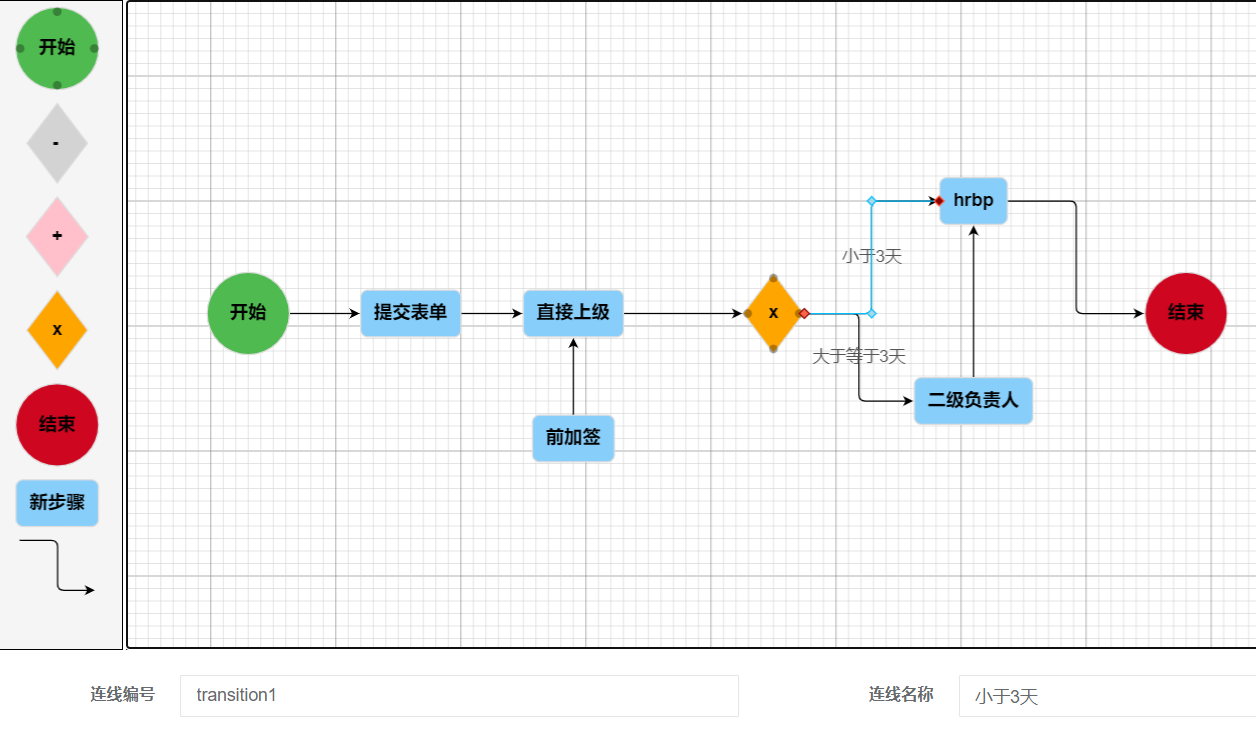 开始
-
+
x
结束
新步骤
开始
提交表单
直接上级
前加签
x
小于3天
大于等于3天
hrbp
二级负责人
结束
连线编号 transition1 连线名称 小于3天